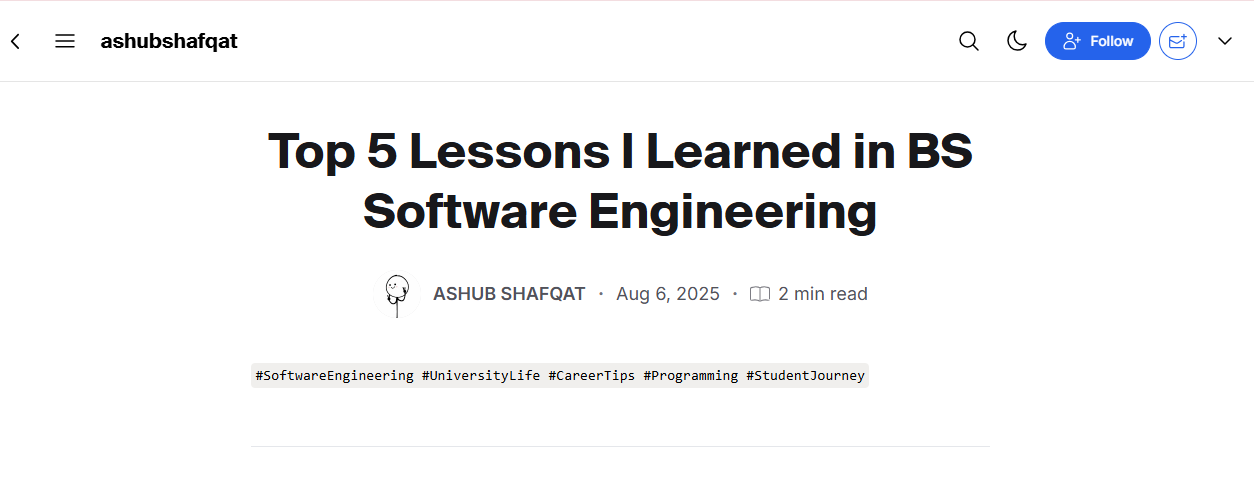 ashubshafqat
Follow
Top 5 Lessons I Learned in BS
Software Engineering
ASHUB SHAFQAT · Aug 6, 2025 · 2 min read
#SoftwareEngineering #UniversityLife #CareerTips #Programming #StudentJourney